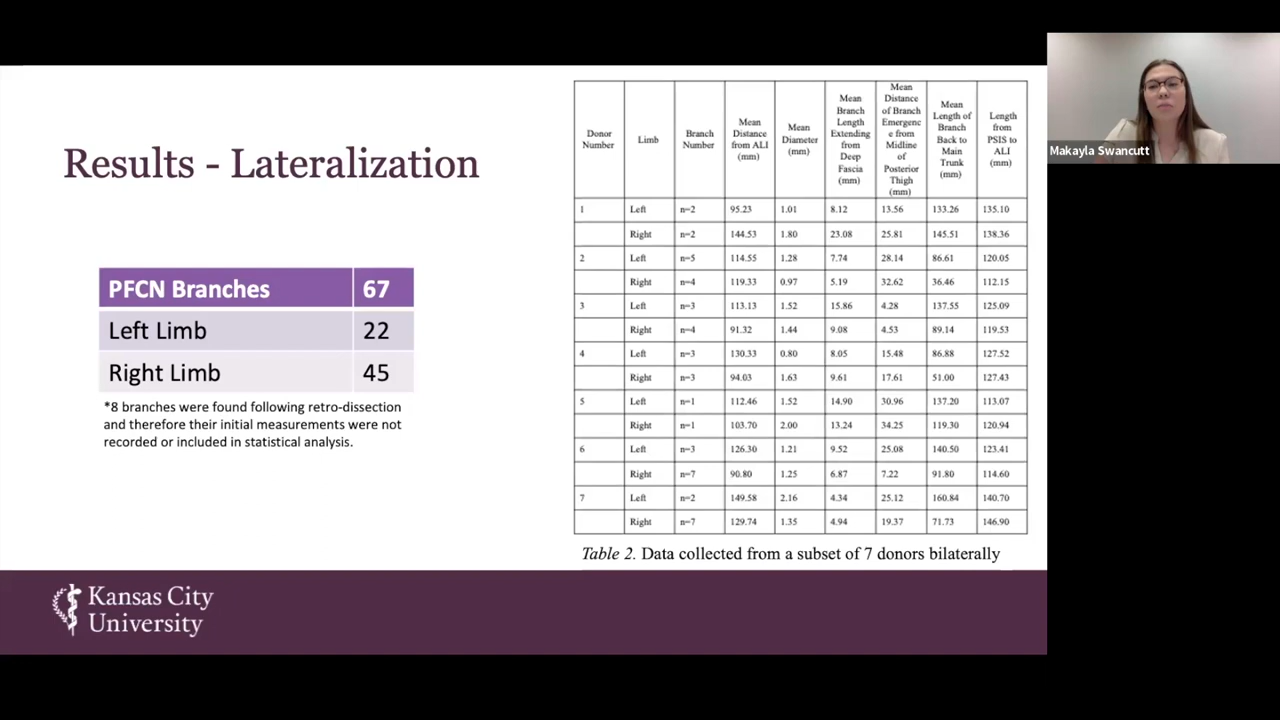 Results - Lateralization
PFCN Branches 67
Left Limb 22
Right Limb 45
*8 branches were found following retro-dissection
and therefore their initial measurements were not
recorded or included in statistical analysis.
Donor Number | Limb | Branch Number | Mean Distance from ALI (mm) | Mean Diameter (mm) | Mean Branch Length Extending from Deep Fascia (mm) | Mean Distance of Branch Emergenc e from Midline of Posterior Thigh (mm) | Mean Length of Branch Back to Main Trunk (mm) | Length from PSIS to ALI (mm)
1 Left n=2 95.23 1.01 8.12 13.56 133.26 135.10
Right n=2 144.53 1.80 23.08 25.81 145.51 138.36
2 Left n=5 114.55 1.28 7.74 28.14 86.61 120.05
Right n=4 119.33 0.97 5.19 32.62 36.46 112.15
3 Left n=3 113.13 1.52 15.86 4.28 137.55 125.09
Right n=4 91.32 1.44 9.08 4.53 89.14 119.53
4 Left n=3 130.33 0.80 8.05 15.48 86.88 127.52
Right n=3 94.03 1.63 9.61 17.61 51.00 127.43
5 Left n=1 112.46 1.52 14.90 30.96 137.20 113.07
Right n=1 103.70 2.00 13.24 34.25 119.30 120.94
6 Left n=3 126.30 1.21 9.52 25.08 140.50 123.41
Right n=7 90.80 1.25 6.87 7.22 91.80 114.60
7 Left n=2 149.58 2.16 4.34 25.12 160.84 140.70
Right n=7 129.74 1.35 4.94 19.37 71.73 146.90
Table 2. Data collected from a subset of 7 donors bilaterally
Kansas City
University
Makayla Swancutt